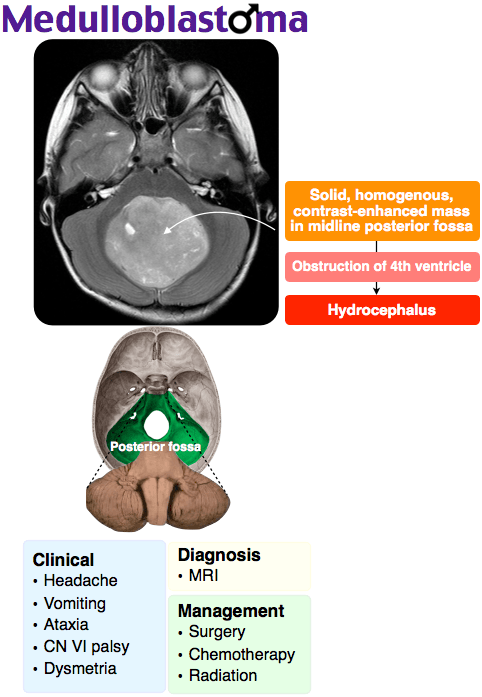 Medulloblastoma
Solid, homogenous,
contrast-enhanced mass
in midline posterior fossa
Obstruction of 4th ventricle
Hydrocephalus
Posterior fossa
Clinical
• Headache
• Vomiting
• Ataxia
• CN VI palsy
• Dysmetria
Diagnosis
• MRI
Management
• Surgery
• Chemotherapy
• Radiation